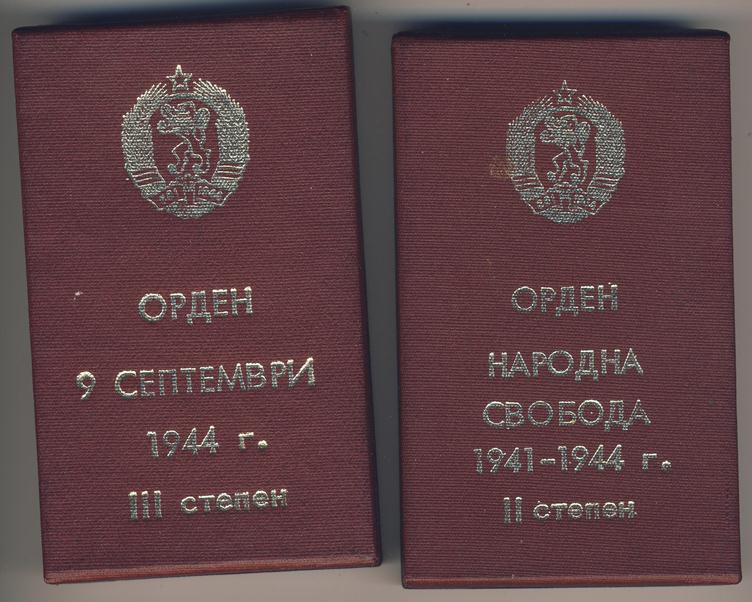 ОРДЕН
9 СЕПТЕМВРИ
1944 г.
III степен
ОРДЕН
НАРОДНА
СВОБОДА
1941-1944 г.
II степен